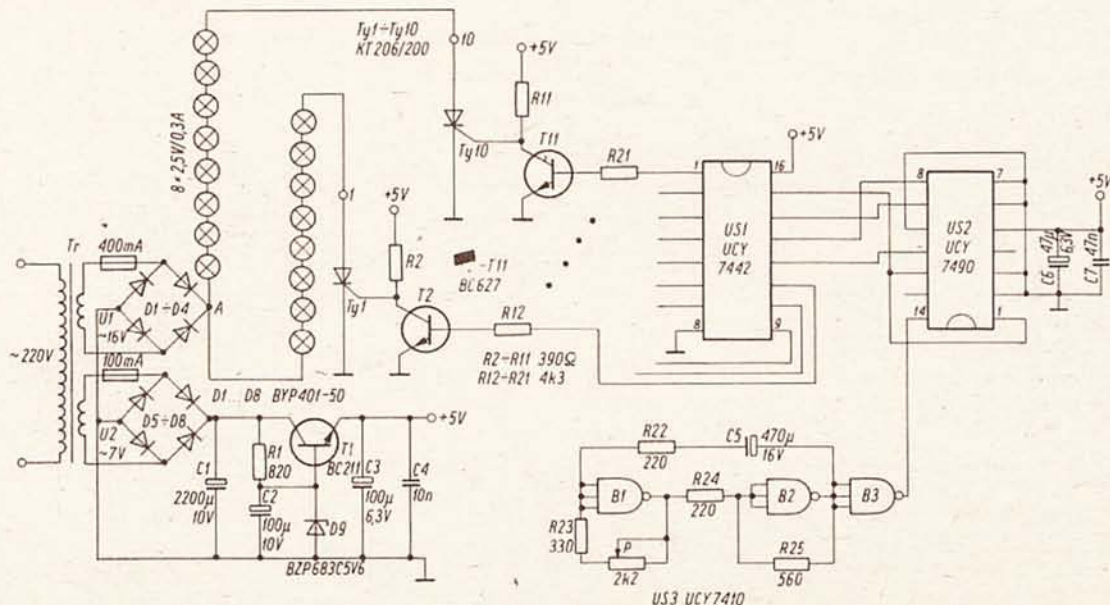 Ty1÷Ty10
KT206/200
10
+5V
R11
8×2,5V/0,3A
Ty10
T11
R21
1
16
+5V
US1
UCY
7442
8
9
8
7
US2
UCY
7490
14
1
+5V
C6
47µ
6,3V
C7
47n
1
+5V
R2
Ty1
T2
-T11
BC627
R12
R2÷R11 390Ω
R12÷R21 4k3
Tr
400mA
D1÷D4
A
U1
~16V
~220V
100mA
D5÷D8
U2
~7V
D1...D8 BYP401-50
+5V
T1
BC211
R1
820
C1
2200µ
10V
C2
100µ
10V
C3
100µ
6,3V
C4
10n
D9
BZP683C5V6
R22
220
C5
470µ
16V
B1
R24
220
B2
B3
R23
330
P
2k2
R25
560
US3 UCY7410